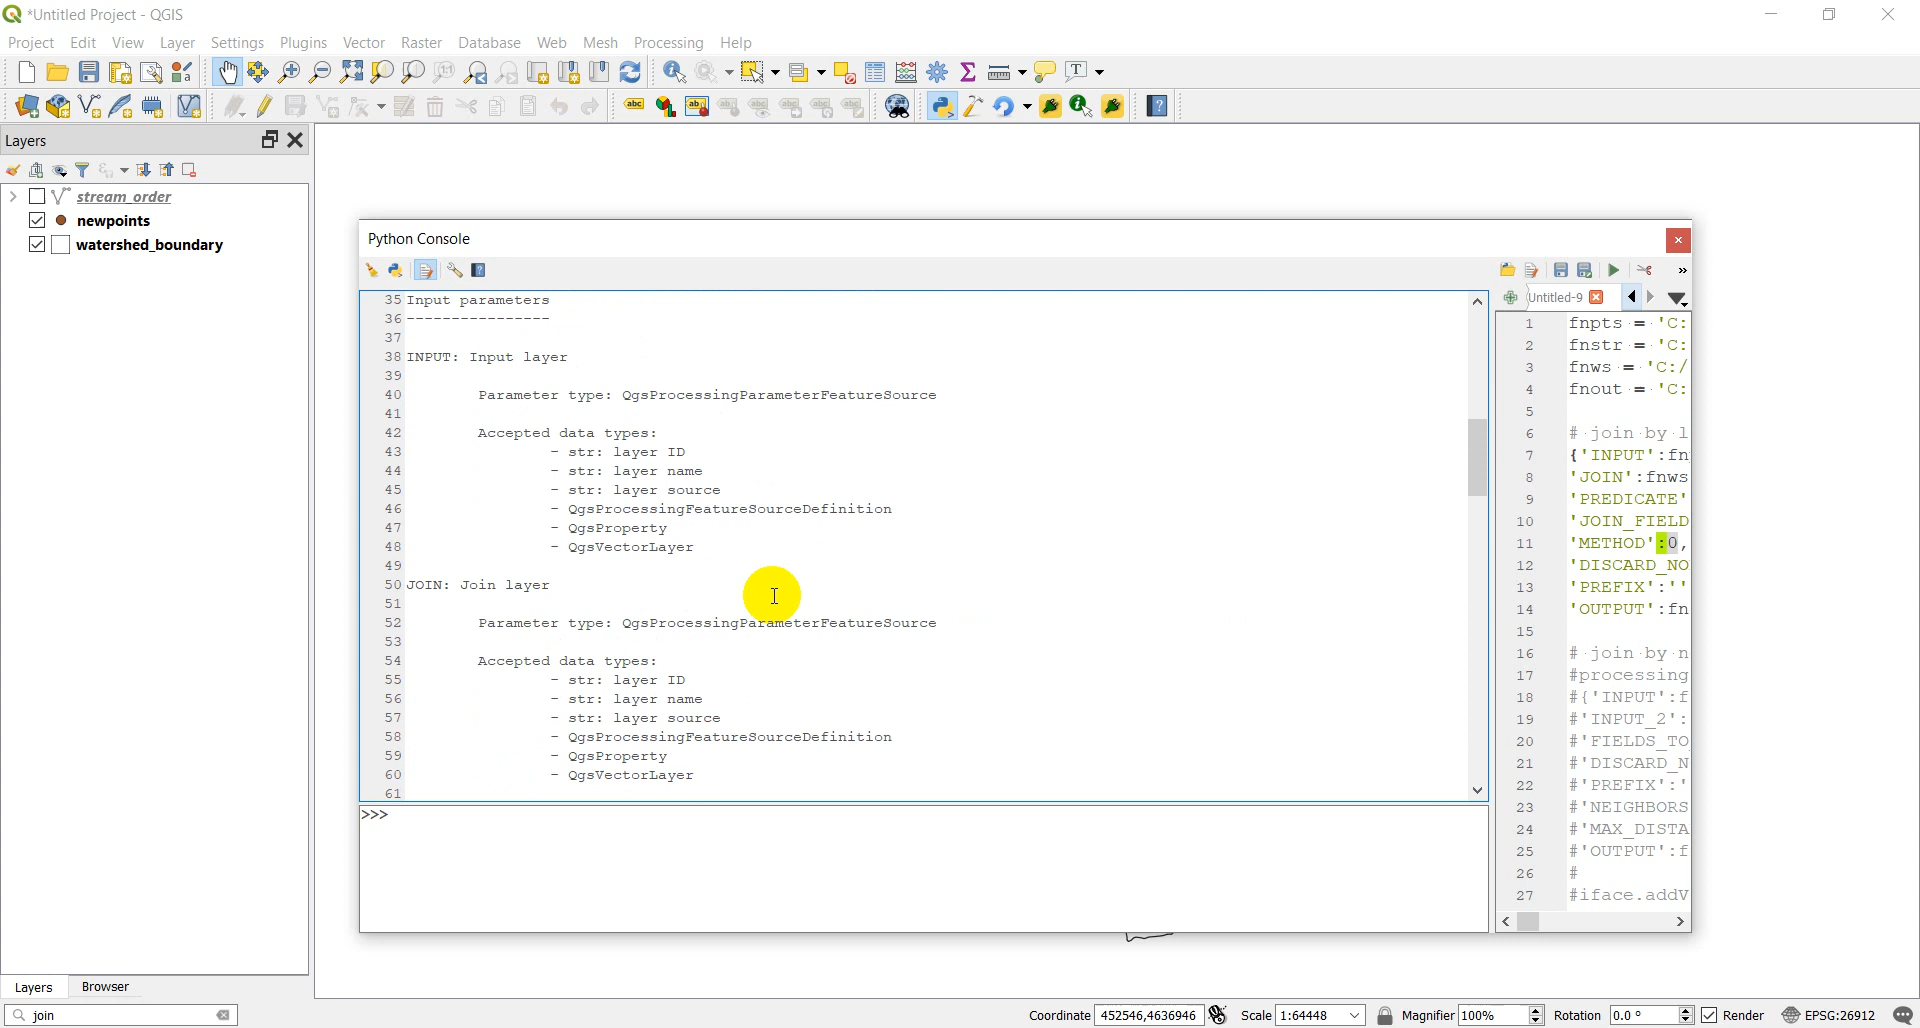 *Untitled Project - QGIS
Project Edit View Layer Settings Plugins Vector Raster Database Web Mesh Processing Help
Layers
stream_order
newpoints
watershed_boundary
Python Console
35 Input parameters
36 ----------------
37
38 INPUT: Input layer
39
40 Parameter type: QgsProcessingParameterFeatureSource
41
42 Accepted data types:
43 - str: layer ID
44 - str: layer name
45 - str: layer source
46 - QgsProcessingFeatureSourceDefinition
47 - QgsProperty
48 - QgsVectorLayer
49
50 JOIN: Join layer
51
52 Parameter type: QgsProcessingParameterFeatureSource
53
54 Accepted data types:
55 - str: layer ID
56 - str: layer name
57 - str: layer source
58 - QgsProcessingFeatureSourceDefinition
59 - QgsProperty
60 - QgsVectorLayer
61
>>>
Untitled-9
1 fnpts = 'C:
2 fnstr = 'C:
3 fnws = 'C:/
4 fnout = 'C:
5
6 # join by l
7 {'INPUT':fn
8 'JOIN':fnws
9 'PREDICATE'
10 'JOIN_FIELD
11 'METHOD':0,
12 'DISCARD_NO
13 'PREFIX':''
14 'OUTPUT':fn
15
16 # join by n
17 #processing
18 #{'INPUT':f
19 #'INPUT_2':
20 #'FIELDS_TO
21 #'DISCARD_N
22 #'PREFIX':'
23 #'NEIGHBORS
24 #'MAX_DISTA
25 #'OUTPUT':f
26 #
27 #iface.addV
Layers Browser
join
Coordinate 452546,4636946 Scale 1:64448 Magnifier 100% Rotation 0.0 ° Render EPSG:26912